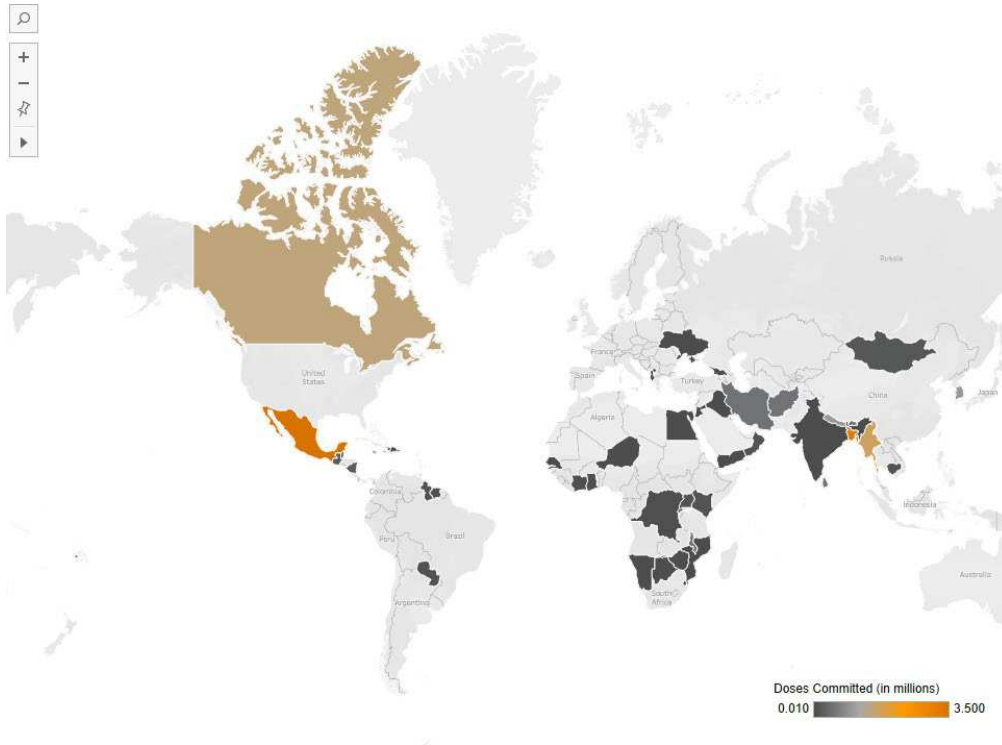 Russia
United
States
France
Spain
Turkey
China
Japan
Algeria
Colombia
Peru
Brazil
Indonesia
South
Africa
Argentina
Australia
Doses Committed (in millions)
0.010
3.500